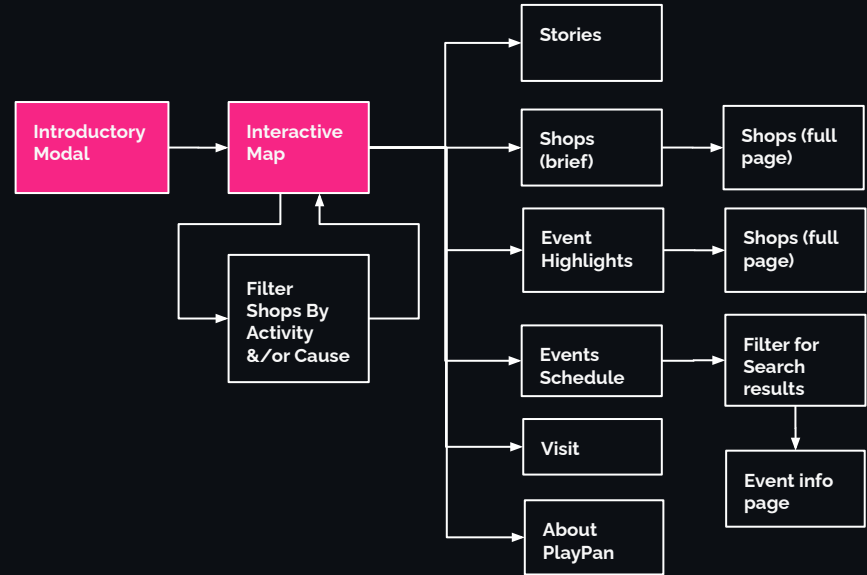 Introductory
Modal
Interactive
Map
Filter
Shops By
Activity
&/or Cause
Stories
Shops
(brief)
Shops (full
page)
Event
Highlights
Shops (full
page)
Events
Schedule
Filter for
Search
results
Event info
page
Visit
About
PlayPan